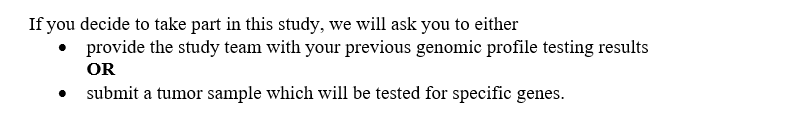 If you decide to take part in this study, we will ask you to either
• provide the study team with your previous genomic profile testing results
OR
• submit a tumor sample which will be tested for specific genes.